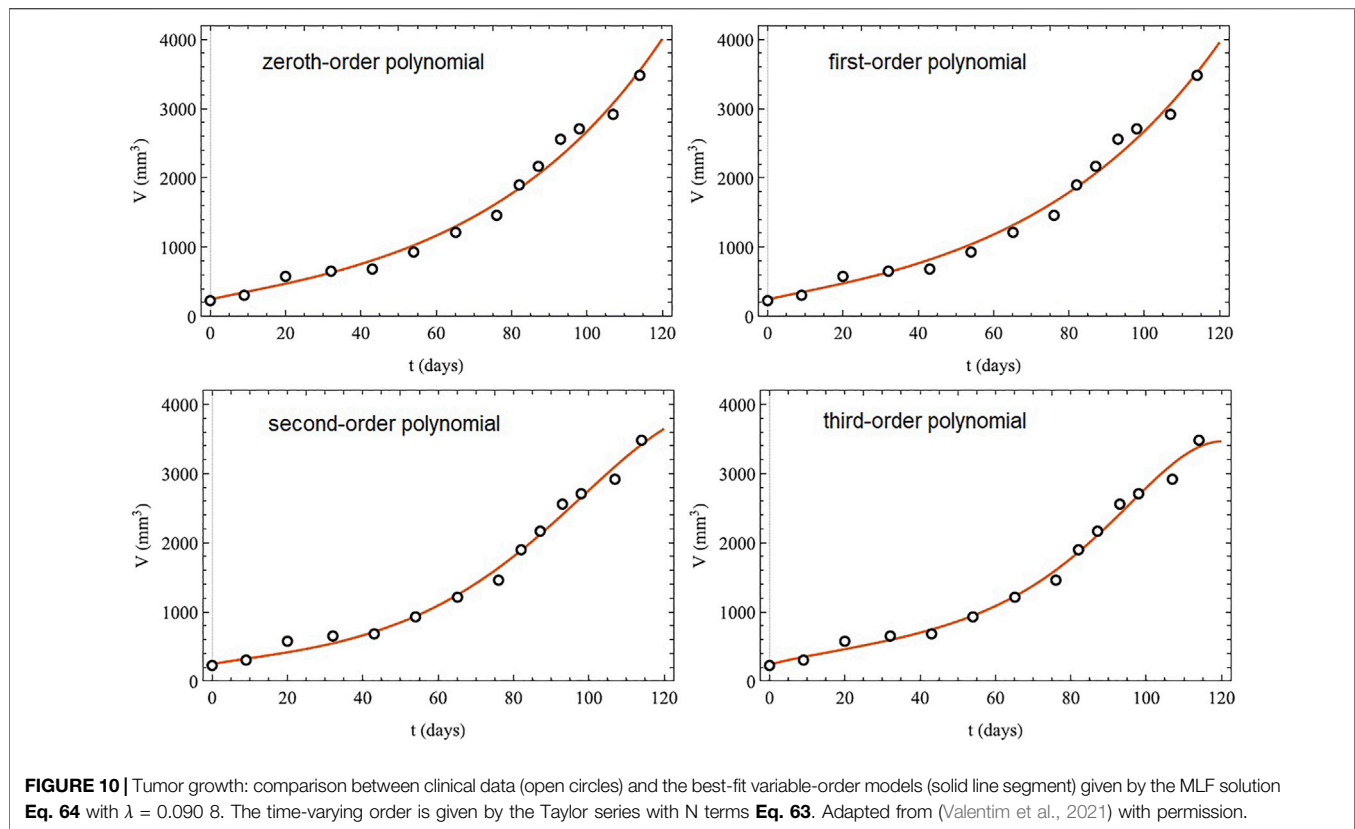 zeroth-order polynomial
4000
3000
2000
1000
0
V (mm³)
0 20 40 60 80 100 120
t (days)
first-order polynomial
4000
3000
2000
1000
0
V (mm³)
0 20 40 60 80 100 120
t (days)
second-order polynomial
4000
3000
2000
1000
0
V (mm³)
0 20 40 60 80 100 120
t (days)
third-order polynomial
4000
3000
2000
1000
0
V (mm³)
0 20 40 60 80 100 120
t (days)
FIGURE 10 | Tumor growth: comparison between clinical data (open circles) and the best-fit variable-order models (solid line segment) given by the MLF solution
Eq. 64 with λ = 0.090 8. The time-varying order is given by the Taylor series with N terms Eq. 63. Adapted from (Valentim et al., 2021) with permission.